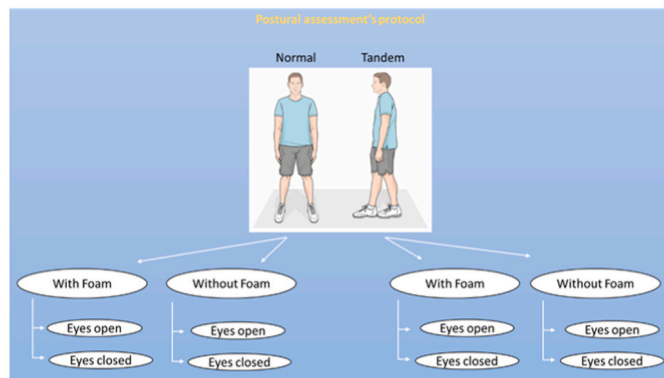 Postural assessment's protocol
Normal Tandem
With Foam Without Foam With Foam Without Foam
Eyes open Eyes open Eyes open Eyes open
Eyes closed Eyes closed Eyes closed Eyes closed